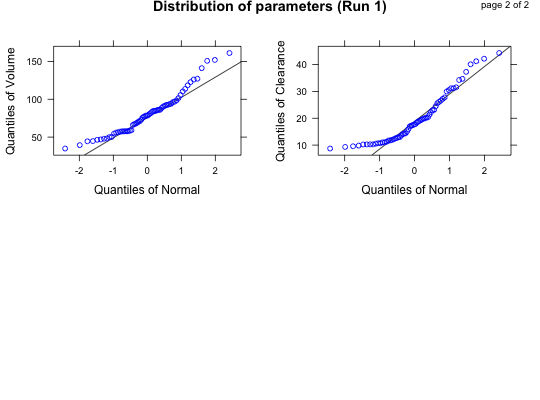 Distribution of parameters (Run 1)
page 2 of 2
Quantiles of Volume
150
100
50
-2 -1 0 1 2
Quantiles of Normal
Quantiles of Clearance
40
30
20
10
-2 -1 0 1 2
Quantiles of Normal